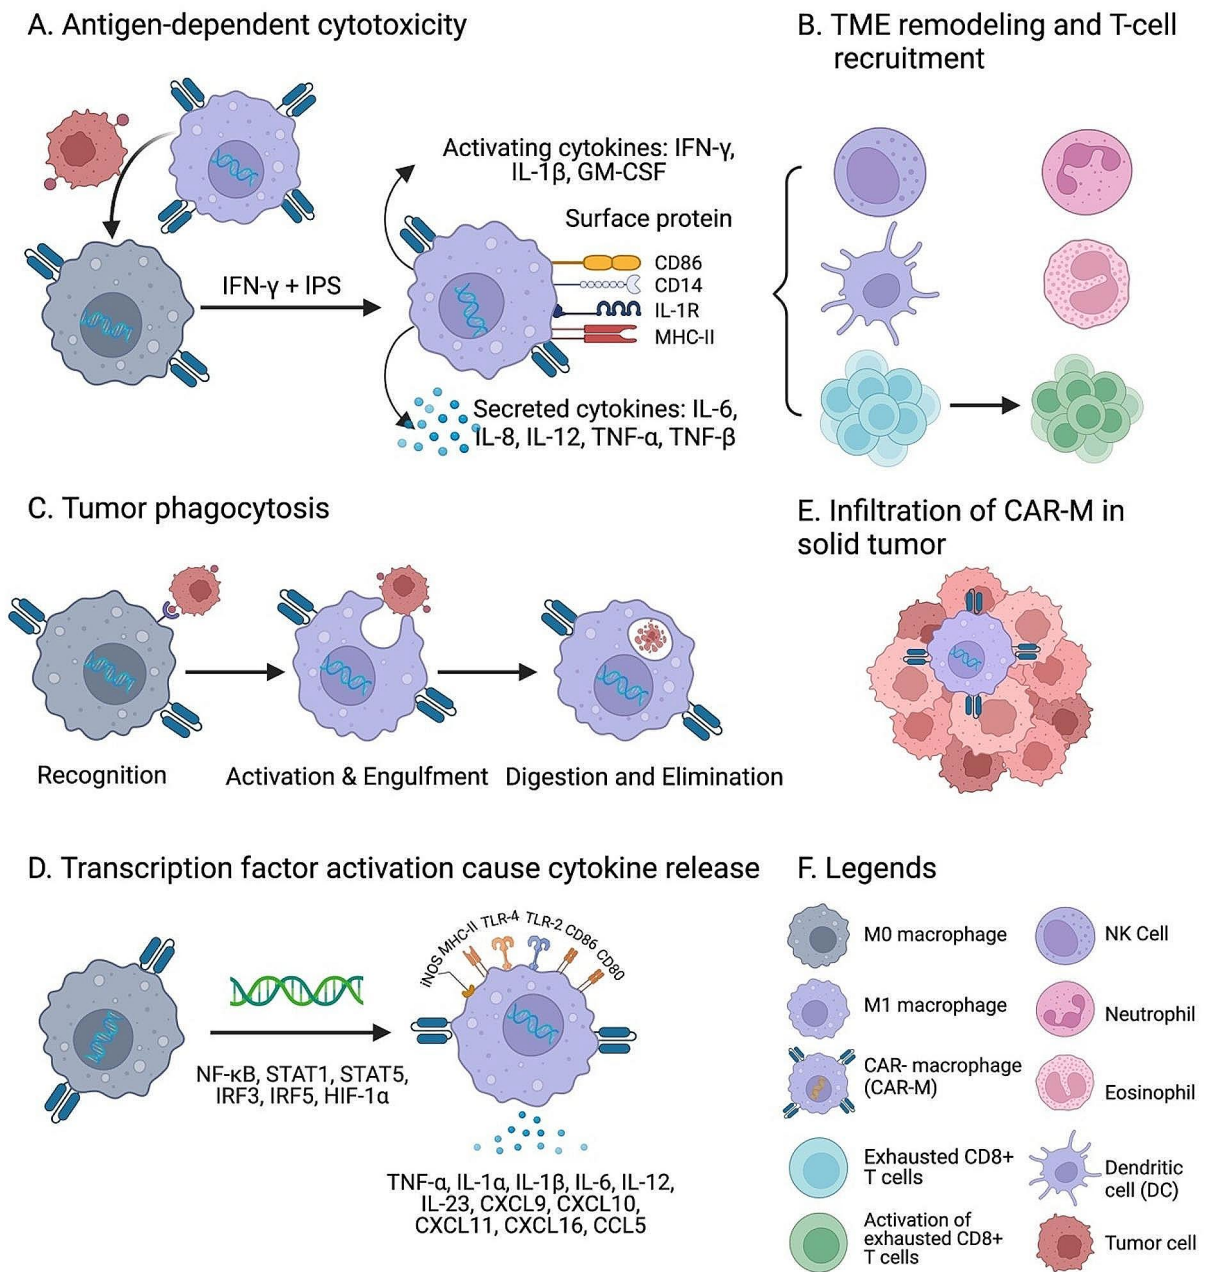 A. Antigen-dependent cytotoxicity
B. TME remodeling and T-cell
recruitment
Activating cytokines: IFN-γ,
IL-1β, GM-CSF
Surface protein
CD86
CD14
IL-1R
MHC-II
IFN-γ + lPS
Secreted cytokines: IL-6,
IL-8, IL-12, TNF-α, TNF-β
C. Tumor phagocytosis
E. Infiltration of CAR-M in
solid tumor
Recognition
Activation & Engulfment
Digestion and Elimination
D. Transcription factor activation cause cytokine release
iNOS MHC-II TLR-4 TLR-2 CD86 CD80
NF-κB, STAT1, STAT5,
IRF3, IRF5, HIF-1α
TNF-α, IL-1α, IL-1β, IL-6, IL-12,
IL-23, CXCL9, CXCL10,
CXCL11, CXCL16, CCL5
F. Legends
M0 macrophage
NK Cell
M1 macrophage
Neutrophil
CAR- macrophage
(CAR-M)
Eosinophil
Exhausted CD8+
T cells
Dendritic
cell (DC)
Activation of
exhausted CD8+
T cells
Tumor cell